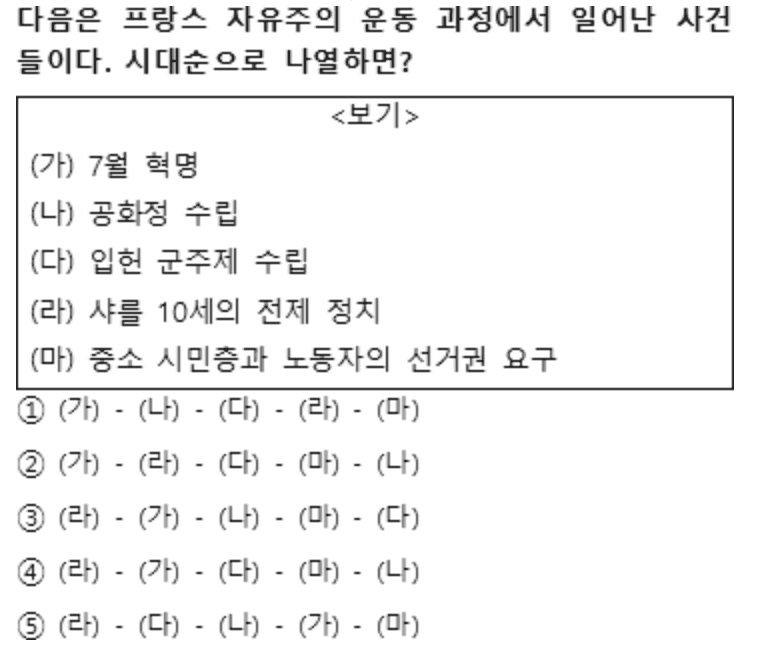 다음은 프랑스 자유주의 운동 과정에서 일어난 사건
들이다. 시대순으로 나열하면?
<보기>
(가) 7월 혁명
(나) 공화정 수립
(다) 입헌 군주제 수립
(라) 샤를 10세의 전제 정치
(마) 중소 시민층과 노동자의 선거권 요구
① (가) - (나) - (다) - (라) - (마)
② (가) - (라) - (다) - (마) - (나)
③ (라) - (가) - (나) - (마) - (다)
④ (라) - (가) - (다) - (마) - (나)
⑤ (라) - (다) - (나) - (가) - (마)